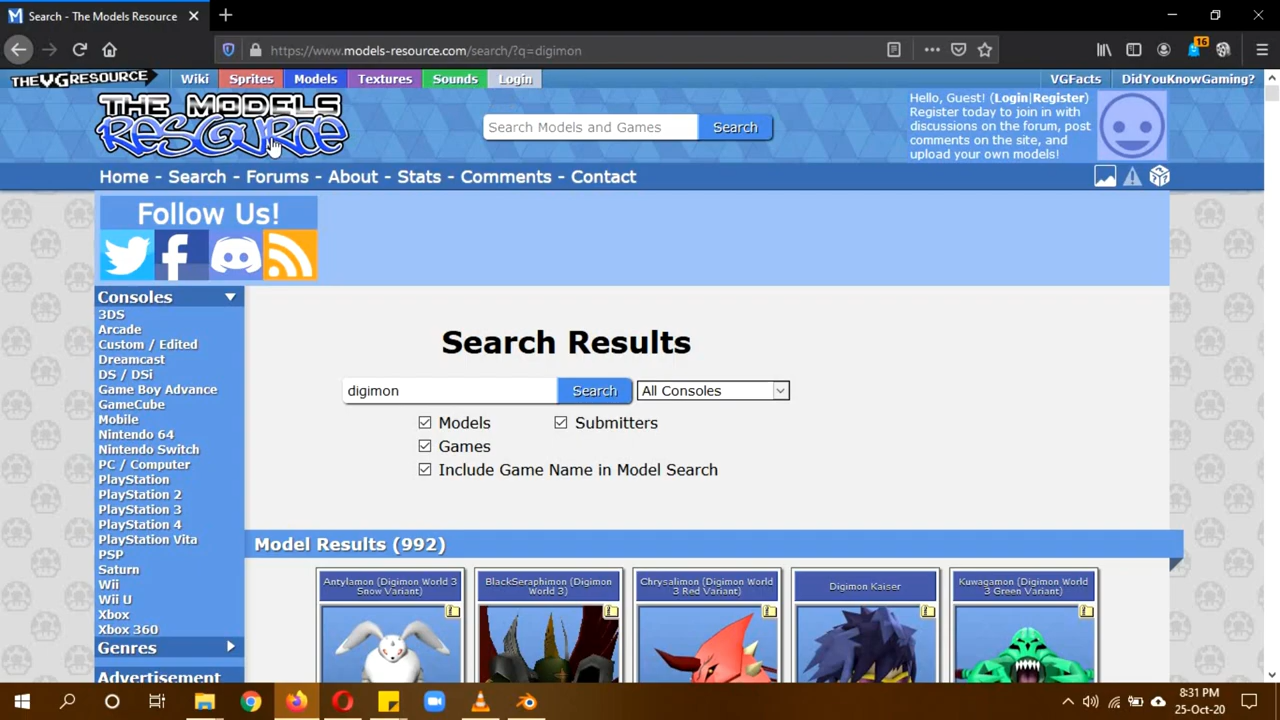 Search - The Models Resource
https://www.models-resource.com/search/?q=digimon
16
THE VG RESOURCE
Wiki Sprites Models Textures Sounds Login
VGFacts DidYouKnowGaming?
THE MODELS
RESOURCE
Search Models and Games Search
Hello, Guest! (Login|Register)
Register today to join in with
discussions on the forum, post
comments on the site, and
upload your own models!
Home - Search - Forums - About - Stats - Comments - Contact
Follow Us!
Consoles
3DS
Arcade
Custom / Edited
Dreamcast
DS / DSi
Game Boy Advance
GameCube
Mobile
Nintendo 64
Nintendo Switch
PC / Computer
PlayStation
PlayStation 2
PlayStation 3
PlayStation 4
PlayStation Vita
PSP
Saturn
Wii
Wii U
Xbox
Xbox 360
Genres
Advertisement
Search Results
digimon Search All Consoles
Models Submitters
Games
Include Game Name in Model Search
Model Results (992)
Antylamon (Digimon World 3
Snow Variant)
BlackSeraphimon (Digimon
World 3)
Chrysalimon (Digimon World
3 Red Variant)
Digimon Kaiser
Kuwagamon (Digimon World
3 Green Variant)
8:31 PM
25-Oct-20